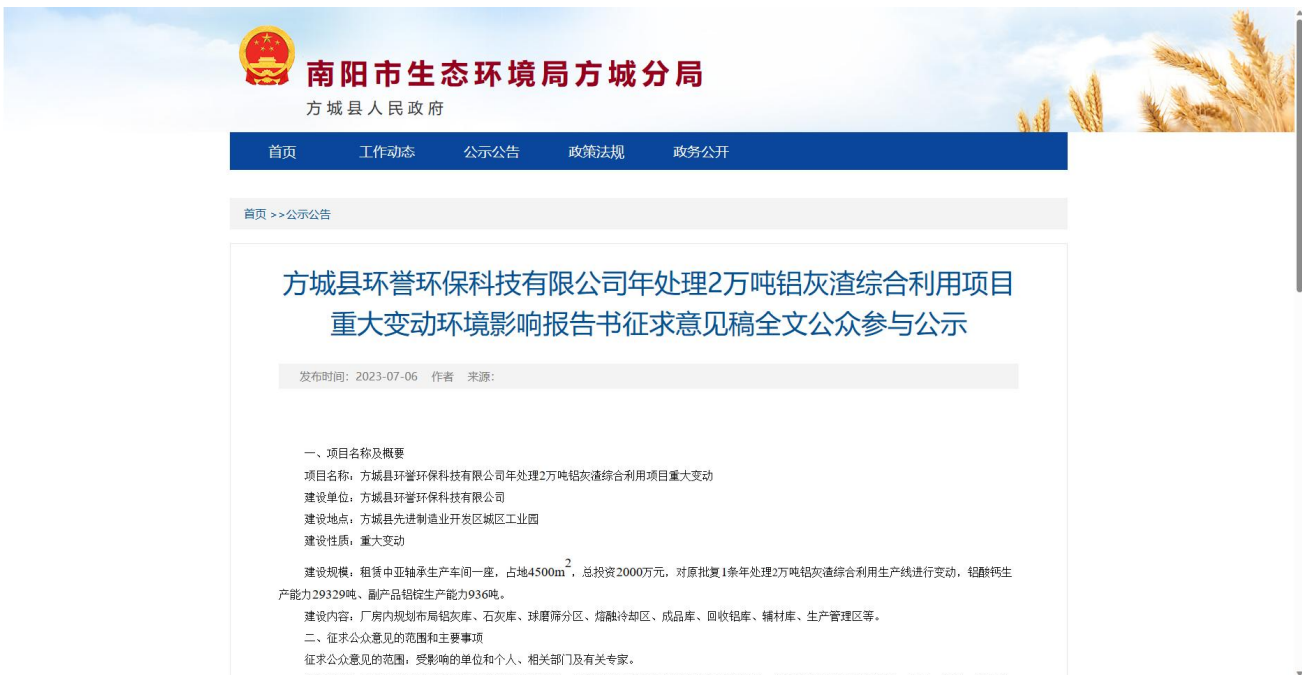 南阳市生态环境局方城分局
方城县人民政府
首页 工作动态 公示公告 政策法规 政务公开
首页 >>公示公告
方城县环誉环保科技有限公司年处理2万吨铝灰渣综合利用项目
重大变动环境影响报告书征求意见稿全文公众参与公示
发布时间：2023-07-06 作者 来源：
一、项目名称及概要
项目名称：方城县环誉环保科技有限公司年处理2万吨铝灰渣综合利用项目重大变动
建设单位：方城县环誉环保科技有限公司
建设地点：方城县先进制造业开发区城区工业园
建设性质：重大变动
建设规模：租赁中亚轴承生产车间一座，占地4500m²，总投资2000万元，对原批复1条年处理2万吨铝灰渣综合利用生产线进行变动，铝酸钙生
产能力29329吨、副产品铝锭生产能力936吨。
建设内容：厂房内规划布局铝灰库、石灰库、球磨筛分区、熔融冷却区、成品库、回收铝库、辅材库、生产管理区等。
二、征求公众意见的范围和主要事项
征求公众意见的范围：受影响的单位和个人、相关部门及有关专家。